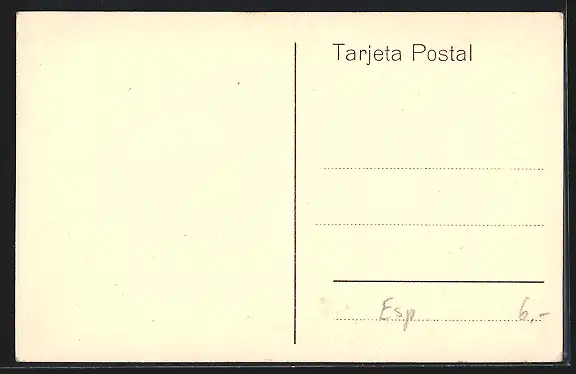 Tarjeta Postal
Esp 6,-